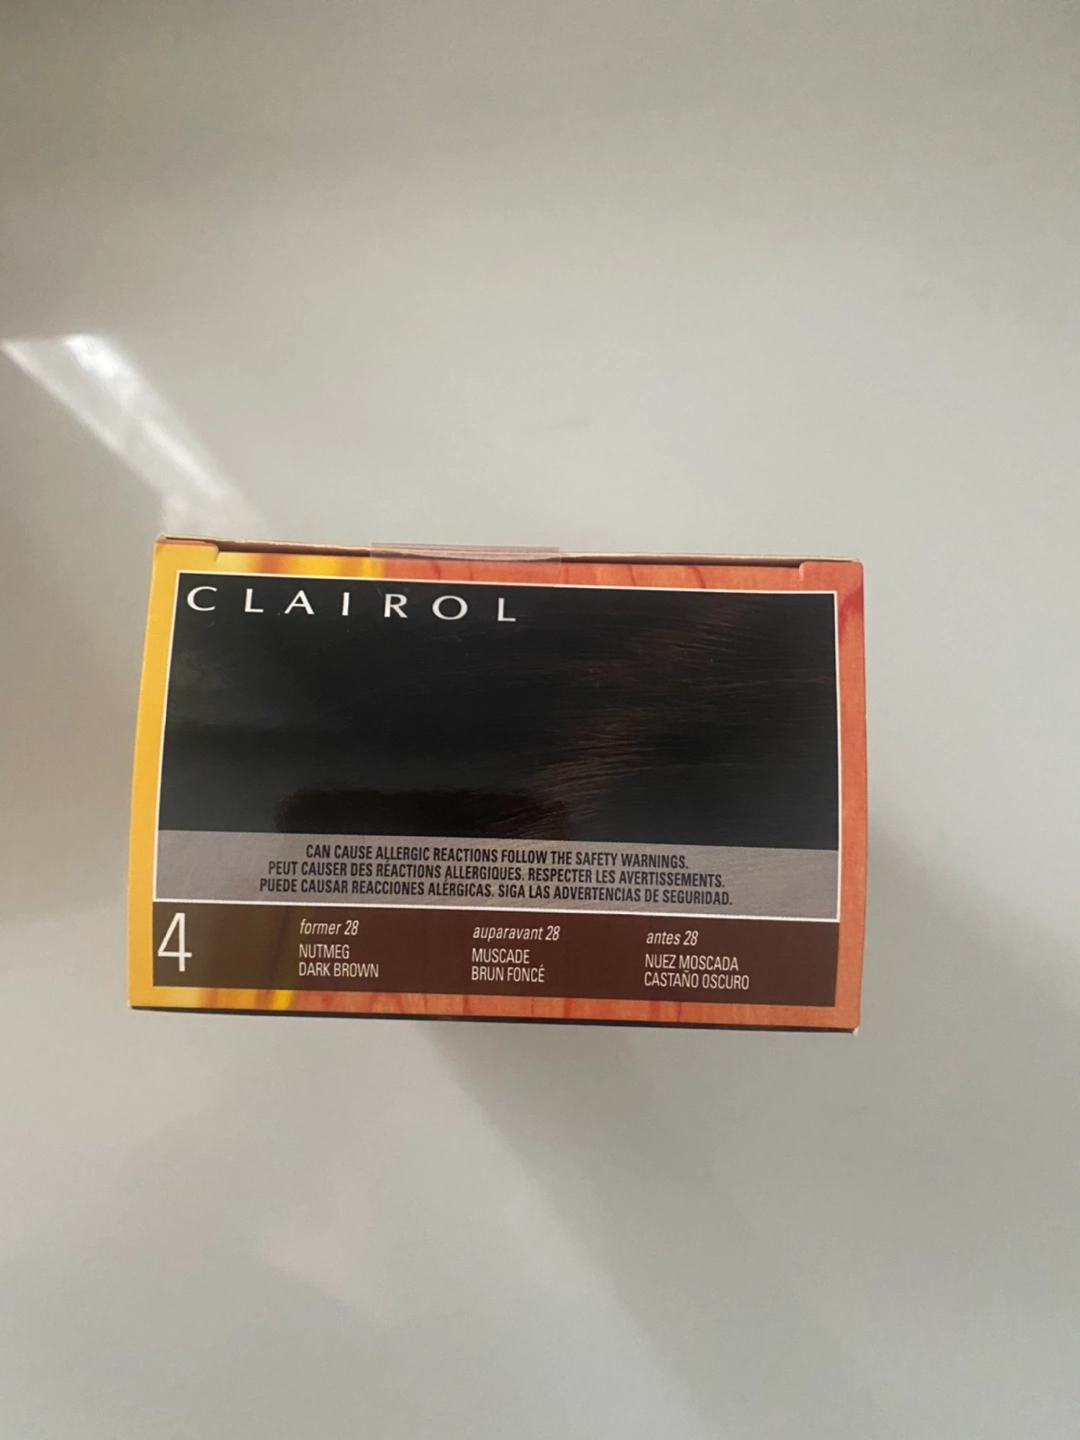 CLAIROL
CAN CAUSE ALLERGIC REACTIONS FOLLOW THE SAFETY WARNINGS.
PEUT CAUSER DES RÉACTIONS ALLERGIQUES. RESPECTER LES AVERTISSEMENTS.
PUEDE CAUSAR REACCIONES ALÉRGICAS. SIGA LAS ADVERTENCIAS DE SEGURIDAD.
4
former 28
NUTMEG
DARK BROWN
auparavant 28
MUSCADE
BRUN FONCÉ
antes 28
NUEZ MOSCADA
CASTAÑO OSCURO